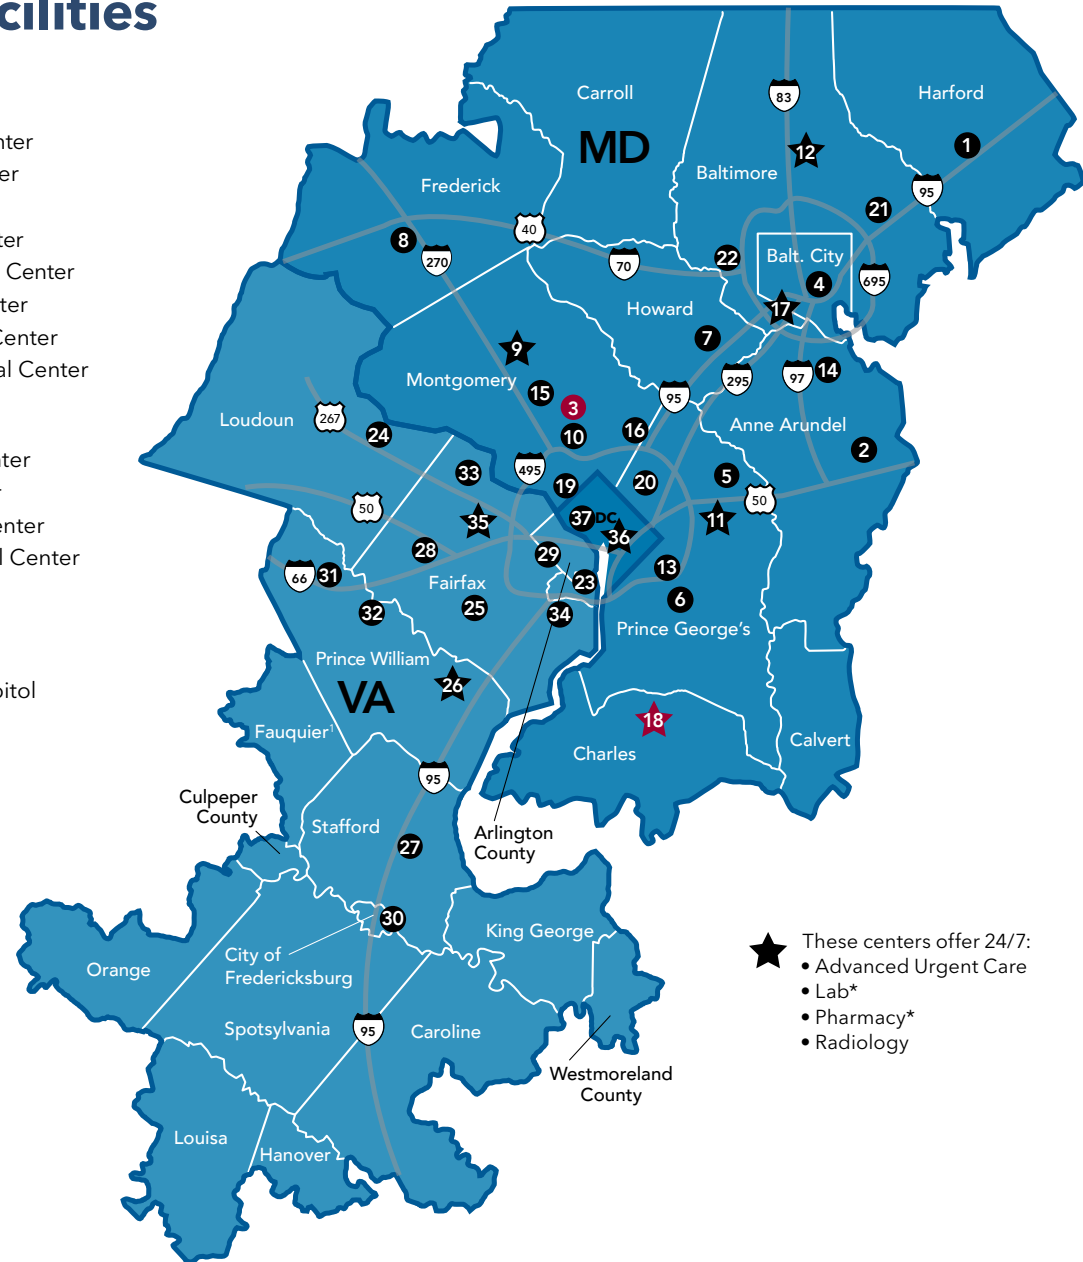 cilities
nter
er
ter
Center
ter
Center
al Center
nter
r
enter
l Center
pitol
Carroll
83
Harford
MD
12
1
Baltimore
Frederick
95
21
40
8
270
70
22
Balt. City
4
695
Howard
17
7
9
Montgomery
15
3
95
295
97
14
Loudoun
267
24
10
16
Anne Arundel
2
33
495
19
20
5
50
50
35
37
DC
36
11
28
29
13
66
31
Fairfax
23
6
32
25
34
Prince George’s
Prince William
26
VA
18
Fauquier1
Charles
Calvert
95
Culpeper
County
Stafford
27
Arlington
County
30
King George
City of
Fredericksburg
Orange
Spotsylvania
95
Caroline
Westmoreland
County
Louisa
Hanover
These centers offer 24/7:
• Advanced Urgent Care
• Lab*
• Pharmacy*
• Radiology